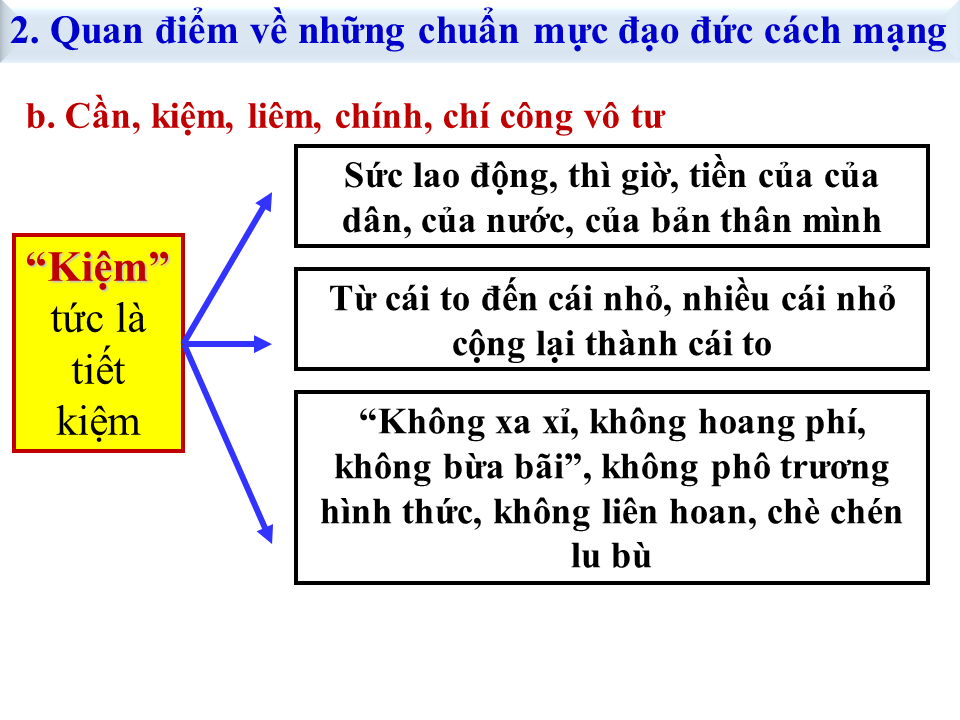 2. Quan điểm về những chuẩn mực đạo đức cách mạng
b. Cần, kiệm, liêm, chính, chí công vô tư
“Kiệm”
tức là
tiết
kiệm
Sức lao động, thì giờ, tiền của của
dân, của nước, của bản thân mình
Từ cái to đến cái nhỏ, nhiều cái nhỏ
cộng lại thành cái to
“Không xa xỉ, không hoang phí,
không bừa bãi”, không phô trương
hình thức, không liên hoan, chè chén
lu bù